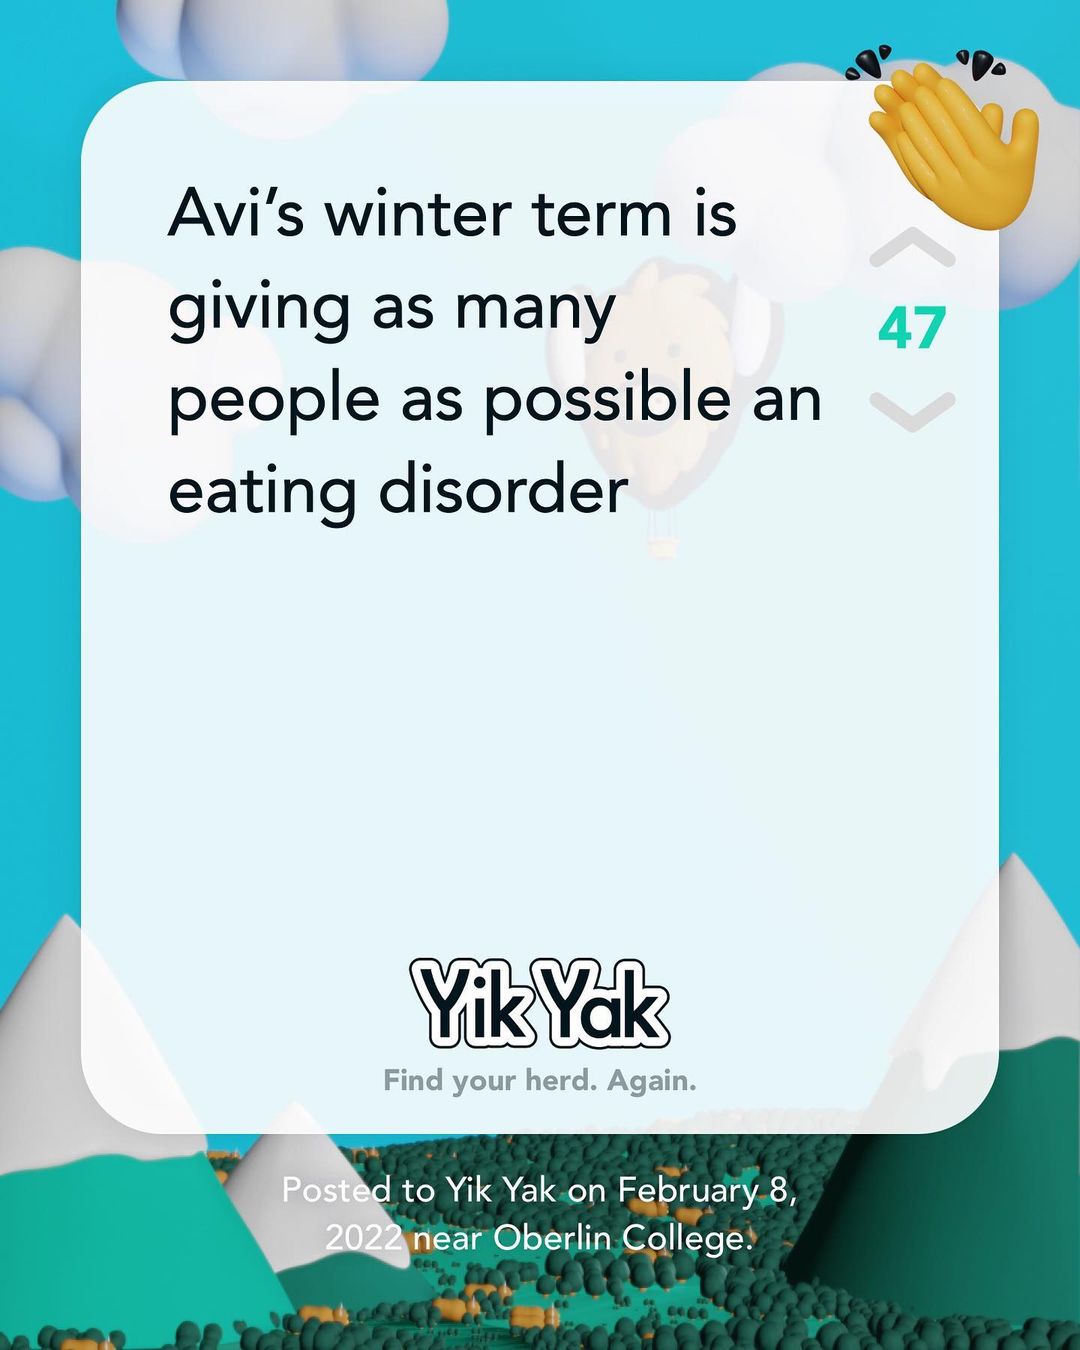 Avi’s winter term is
giving as many
people as possible an
eating disorder
47
Yik Yak
Find your herd. Again.
Posted to Yik Yak on February 8,
2022 near Oberlin College.